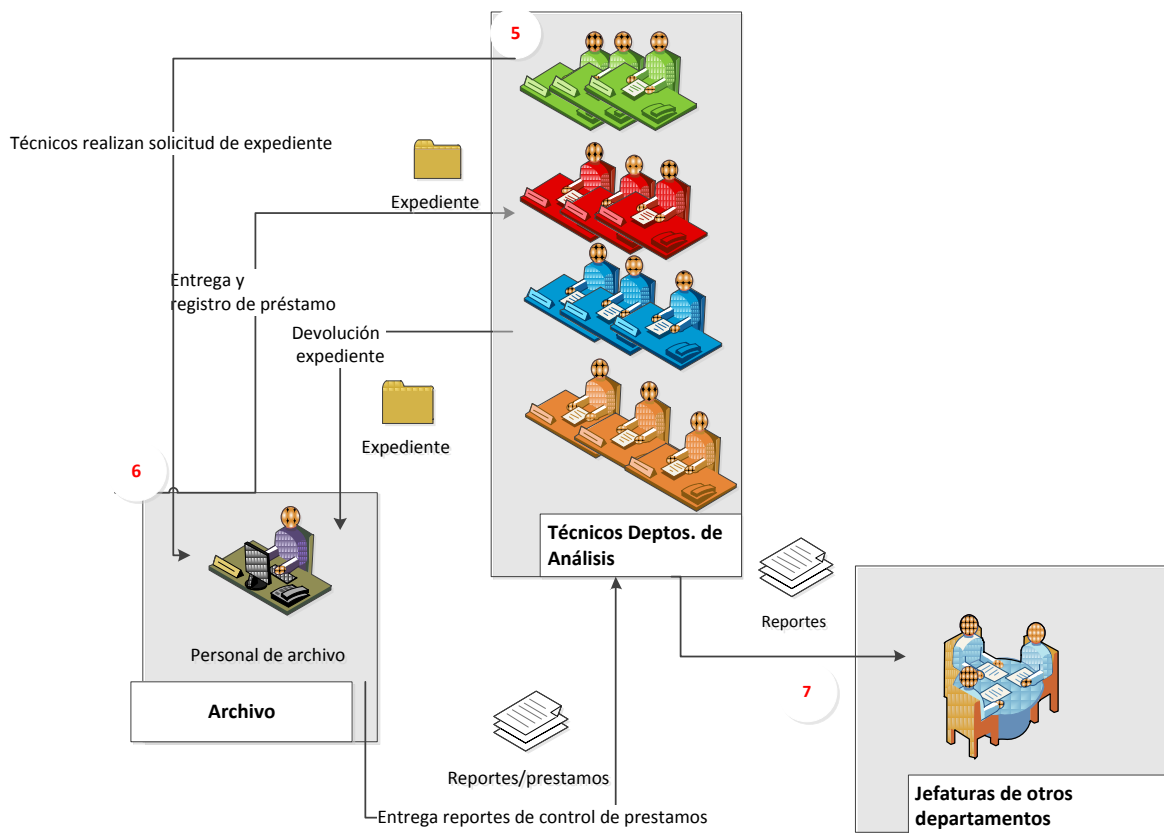 5
Técnicos realizan solicitud de expediente
Expediente
Entrega y
registro de préstamo
Devolución
expediente
Expediente
6
Técnicos Deptos. de
Análisis
Personal de archivo
Archivo
Reportes
7
Reportes/prestamos
Entrega reportes de control de prestamos
Jefaturas de otros
departamentos